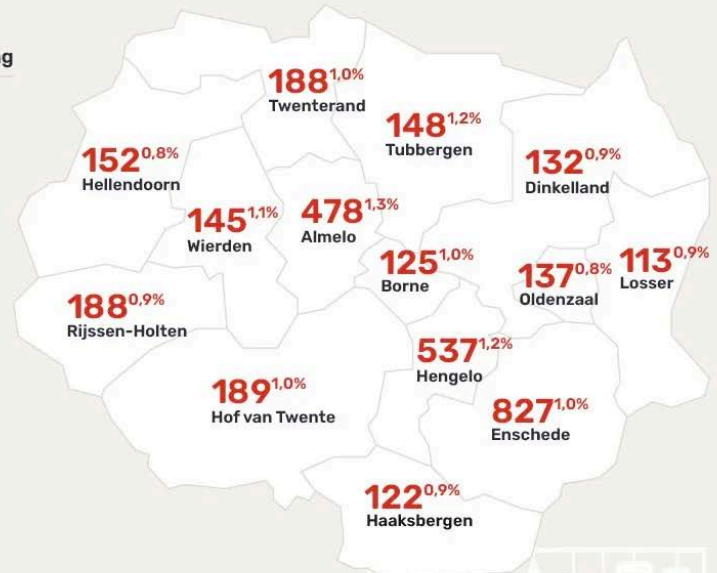 g
188 1,0%
Twenterand
148 1,2%
Tubbergen
152 0,8%
Hellendoorn
132 0,9%
Dinkelland
145 1,1%
Wierden
478 1,3%
Almelo
125 1,0%
Borne
137 0,8%
Oldenzaal
113 0,9%
Losser
188 0,9%
Rijssen-Holten
537 1,2%
Hengelo
189 1,0%
Hof van Twente
827 1,0%
Enschede
122 0,9%
Haaksbergen